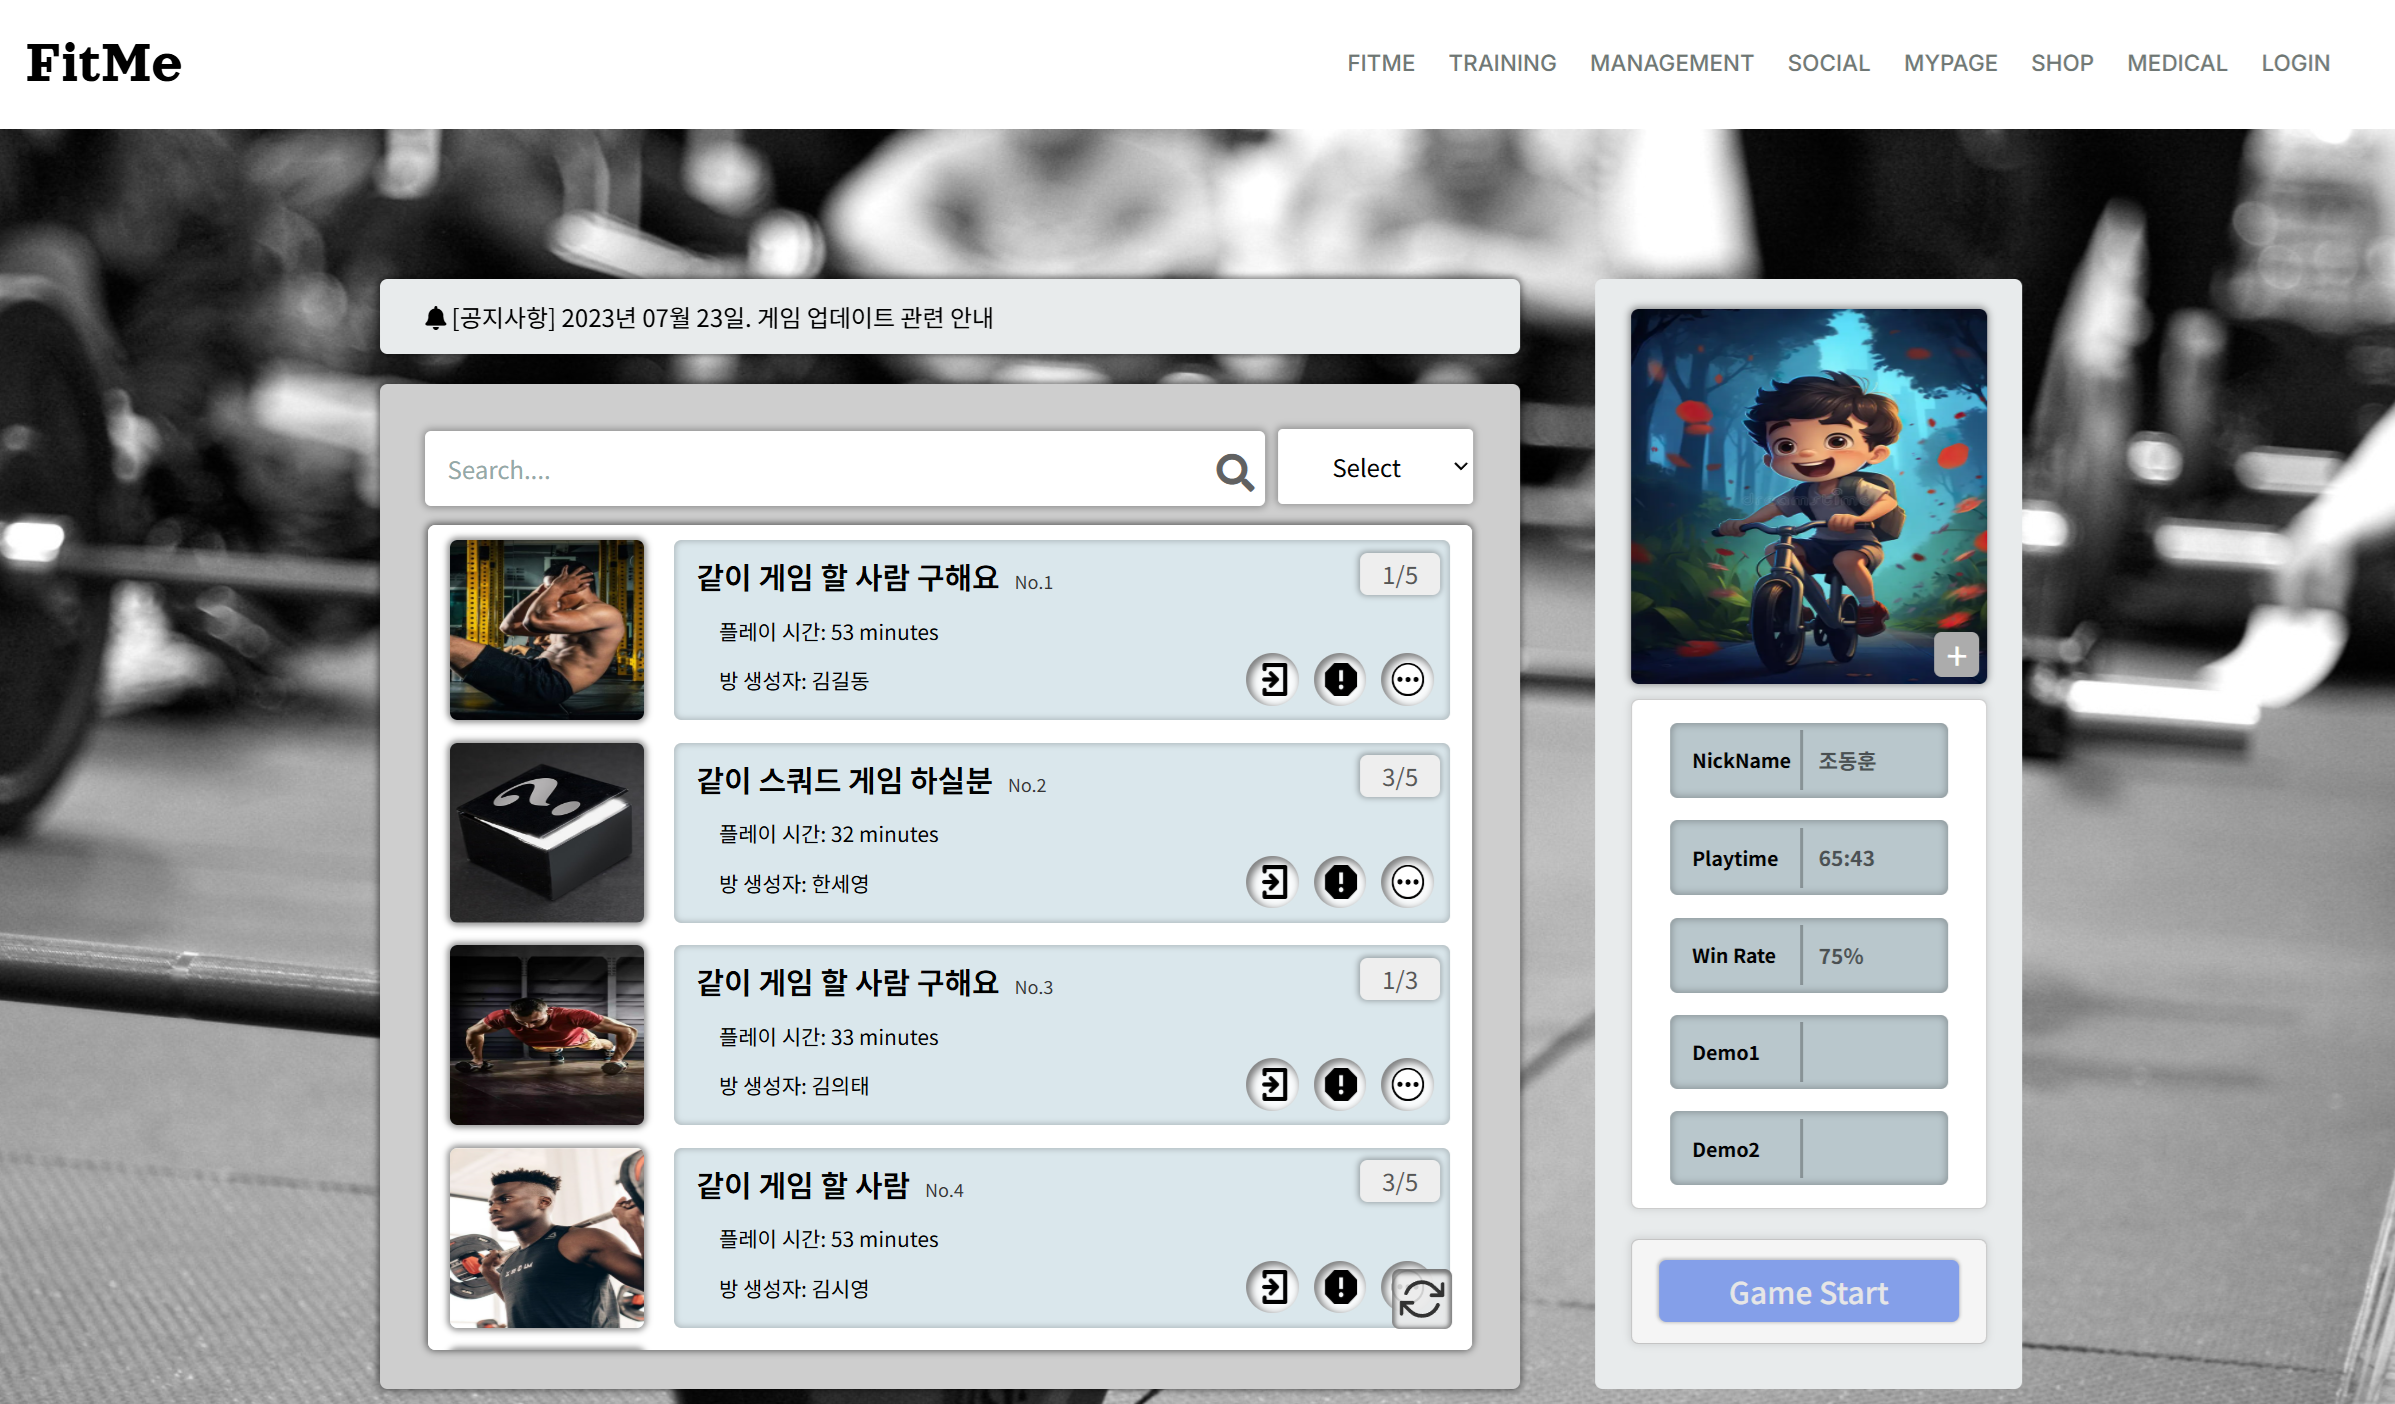 FitMe
FITME TRAINING MANAGEMENT SOCIAL MYPAGE SHOP MEDICAL LOGIN
[공지사항] 2023년 07월 23일. 게임 업데이트 관련 안내
Search....
Select
같이 게임 할 사람 구해요 No.1
1/5
플레이 시간: 53 minutes
방 생성자: 김길동
같이 스쿼드 게임 하실분 No.2
3/5
플레이 시간: 32 minutes
방 생성자: 한세영
같이 게임 할 사람 구해요 No.3
1/3
플레이 시간: 33 minutes
방 생성자: 김의태
같이 게임 할 사람 No.4
3/5
플레이 시간: 53 minutes
방 생성자: 김시영
NickName 조동훈
Playtime 65:43
Win Rate 75%
Demo1
Demo2
Game Start